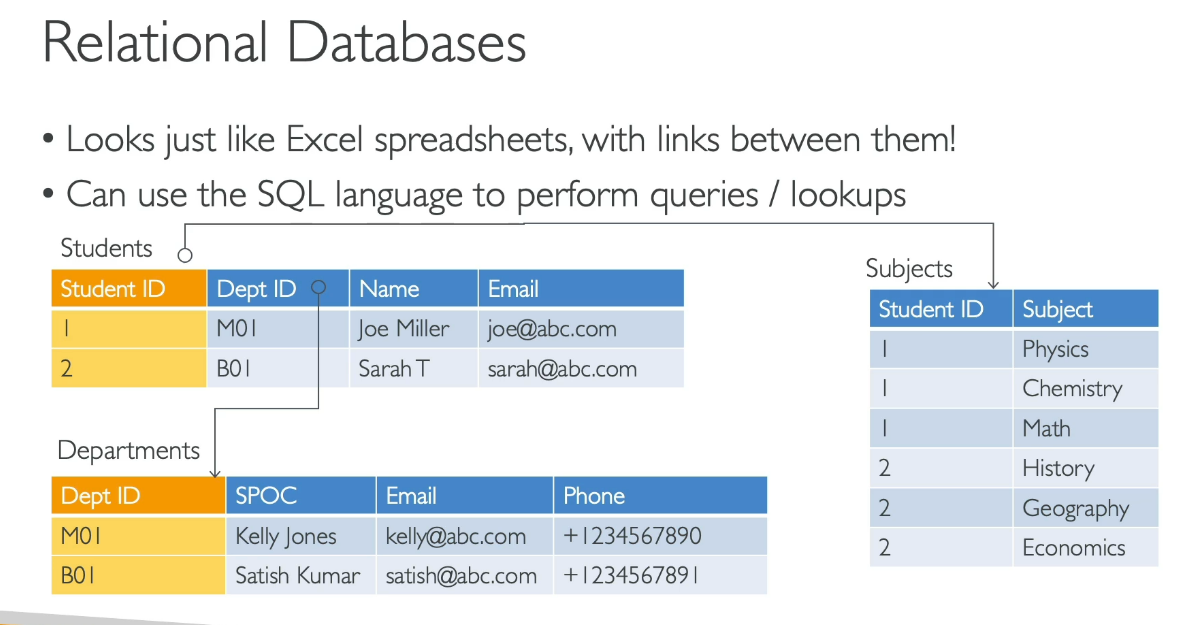 Relational Databases
• Looks just like Excel spreadsheets, with links between them!
• Can use the SQL language to perform queries / lookups
Students
Student ID Dept ID Name Email
1 M01 Joe Miller joe@abc.com
2 B01 Sarah T sarah@abc.com
Departments
Dept ID SPOC Email Phone
M01 Kelly Jones kelly@abc.com +1234567890
B01 Satish Kumar satish@abc.com +1234567891
Subjects
Student ID Subject
1 Physics
1 Chemistry
1 Math
2 History
2 Geography
2 Economics